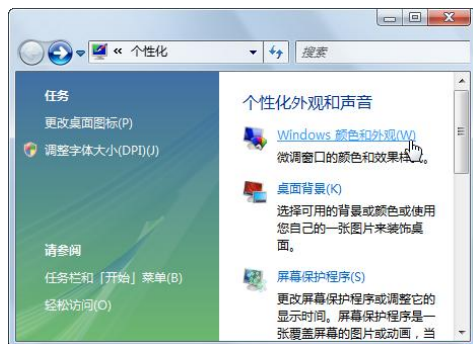 « 个性化
搜索
任务
更改桌面图标(P)
调整字体大小(DPI)(J)
请参阅
任务栏和「开始」菜单(B)
轻松访问(O)
个性化外观和声音
Windows 颜色和外观(W)
微调窗口的颜色和效果样。
桌面背景(K)
选择可用的背景或颜色或使用
您自己的一张图片来装饰桌
面。
屏幕保护程序(S)
更改屏幕保护程序或调整它的
显示时间。屏幕保护程序是一
张覆盖屏幕的图片或动画，当